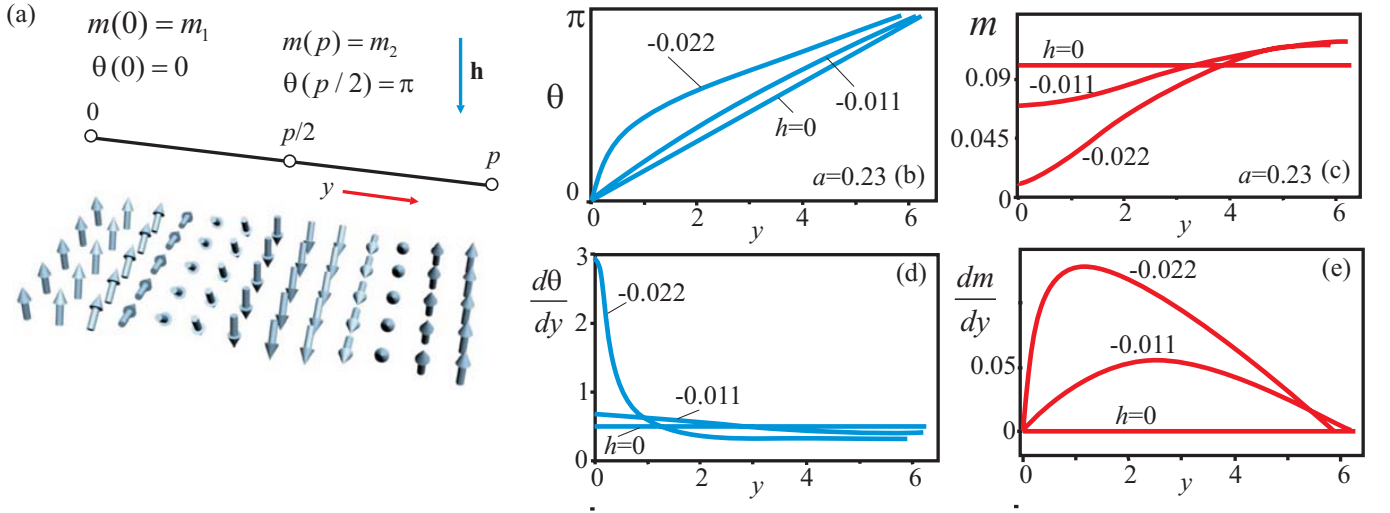 (a)
m(0) = m₁
θ(0) = 0
m(p) = m₂
θ(p/2) = π
h
0
p/2
p
y
π
θ
0
-0.022
-0.011
h=0
a=0.23 (b)
0 2 4 6
y
m
0.09
0.045
0
h=0
-0.011
-0.022
a=0.23 (c)
0 2 4 6
y
dθ
dy
3
2
1
0
(d)
-0.022
-0.011
h=0
0 2 4 6
y
dm
dy
0.05
0
(e)
-0.022
-0.011
h=0
0 2 4 6
y